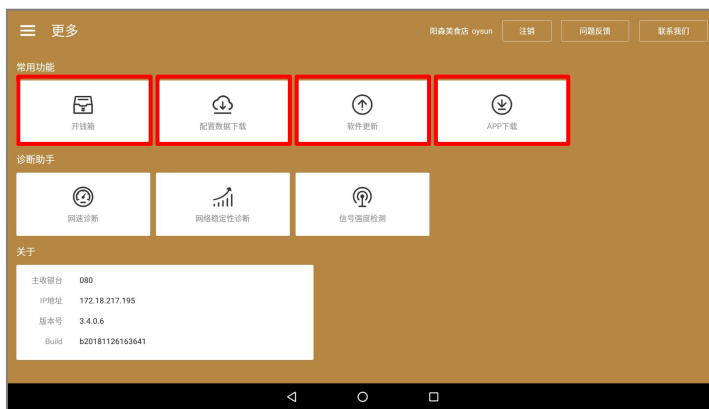 更多 阳森美食店 oysun 注销 问题反馈 联系我们
常用功能
开钱箱 配置数据下载 软件更新 APP下载
诊断助手
网速诊断 网络稳定性诊断 信号强度检测
关于
主收银台 080
IP地址 172.18.217.195
版本号 3.4.0.6
Build b20181126163641